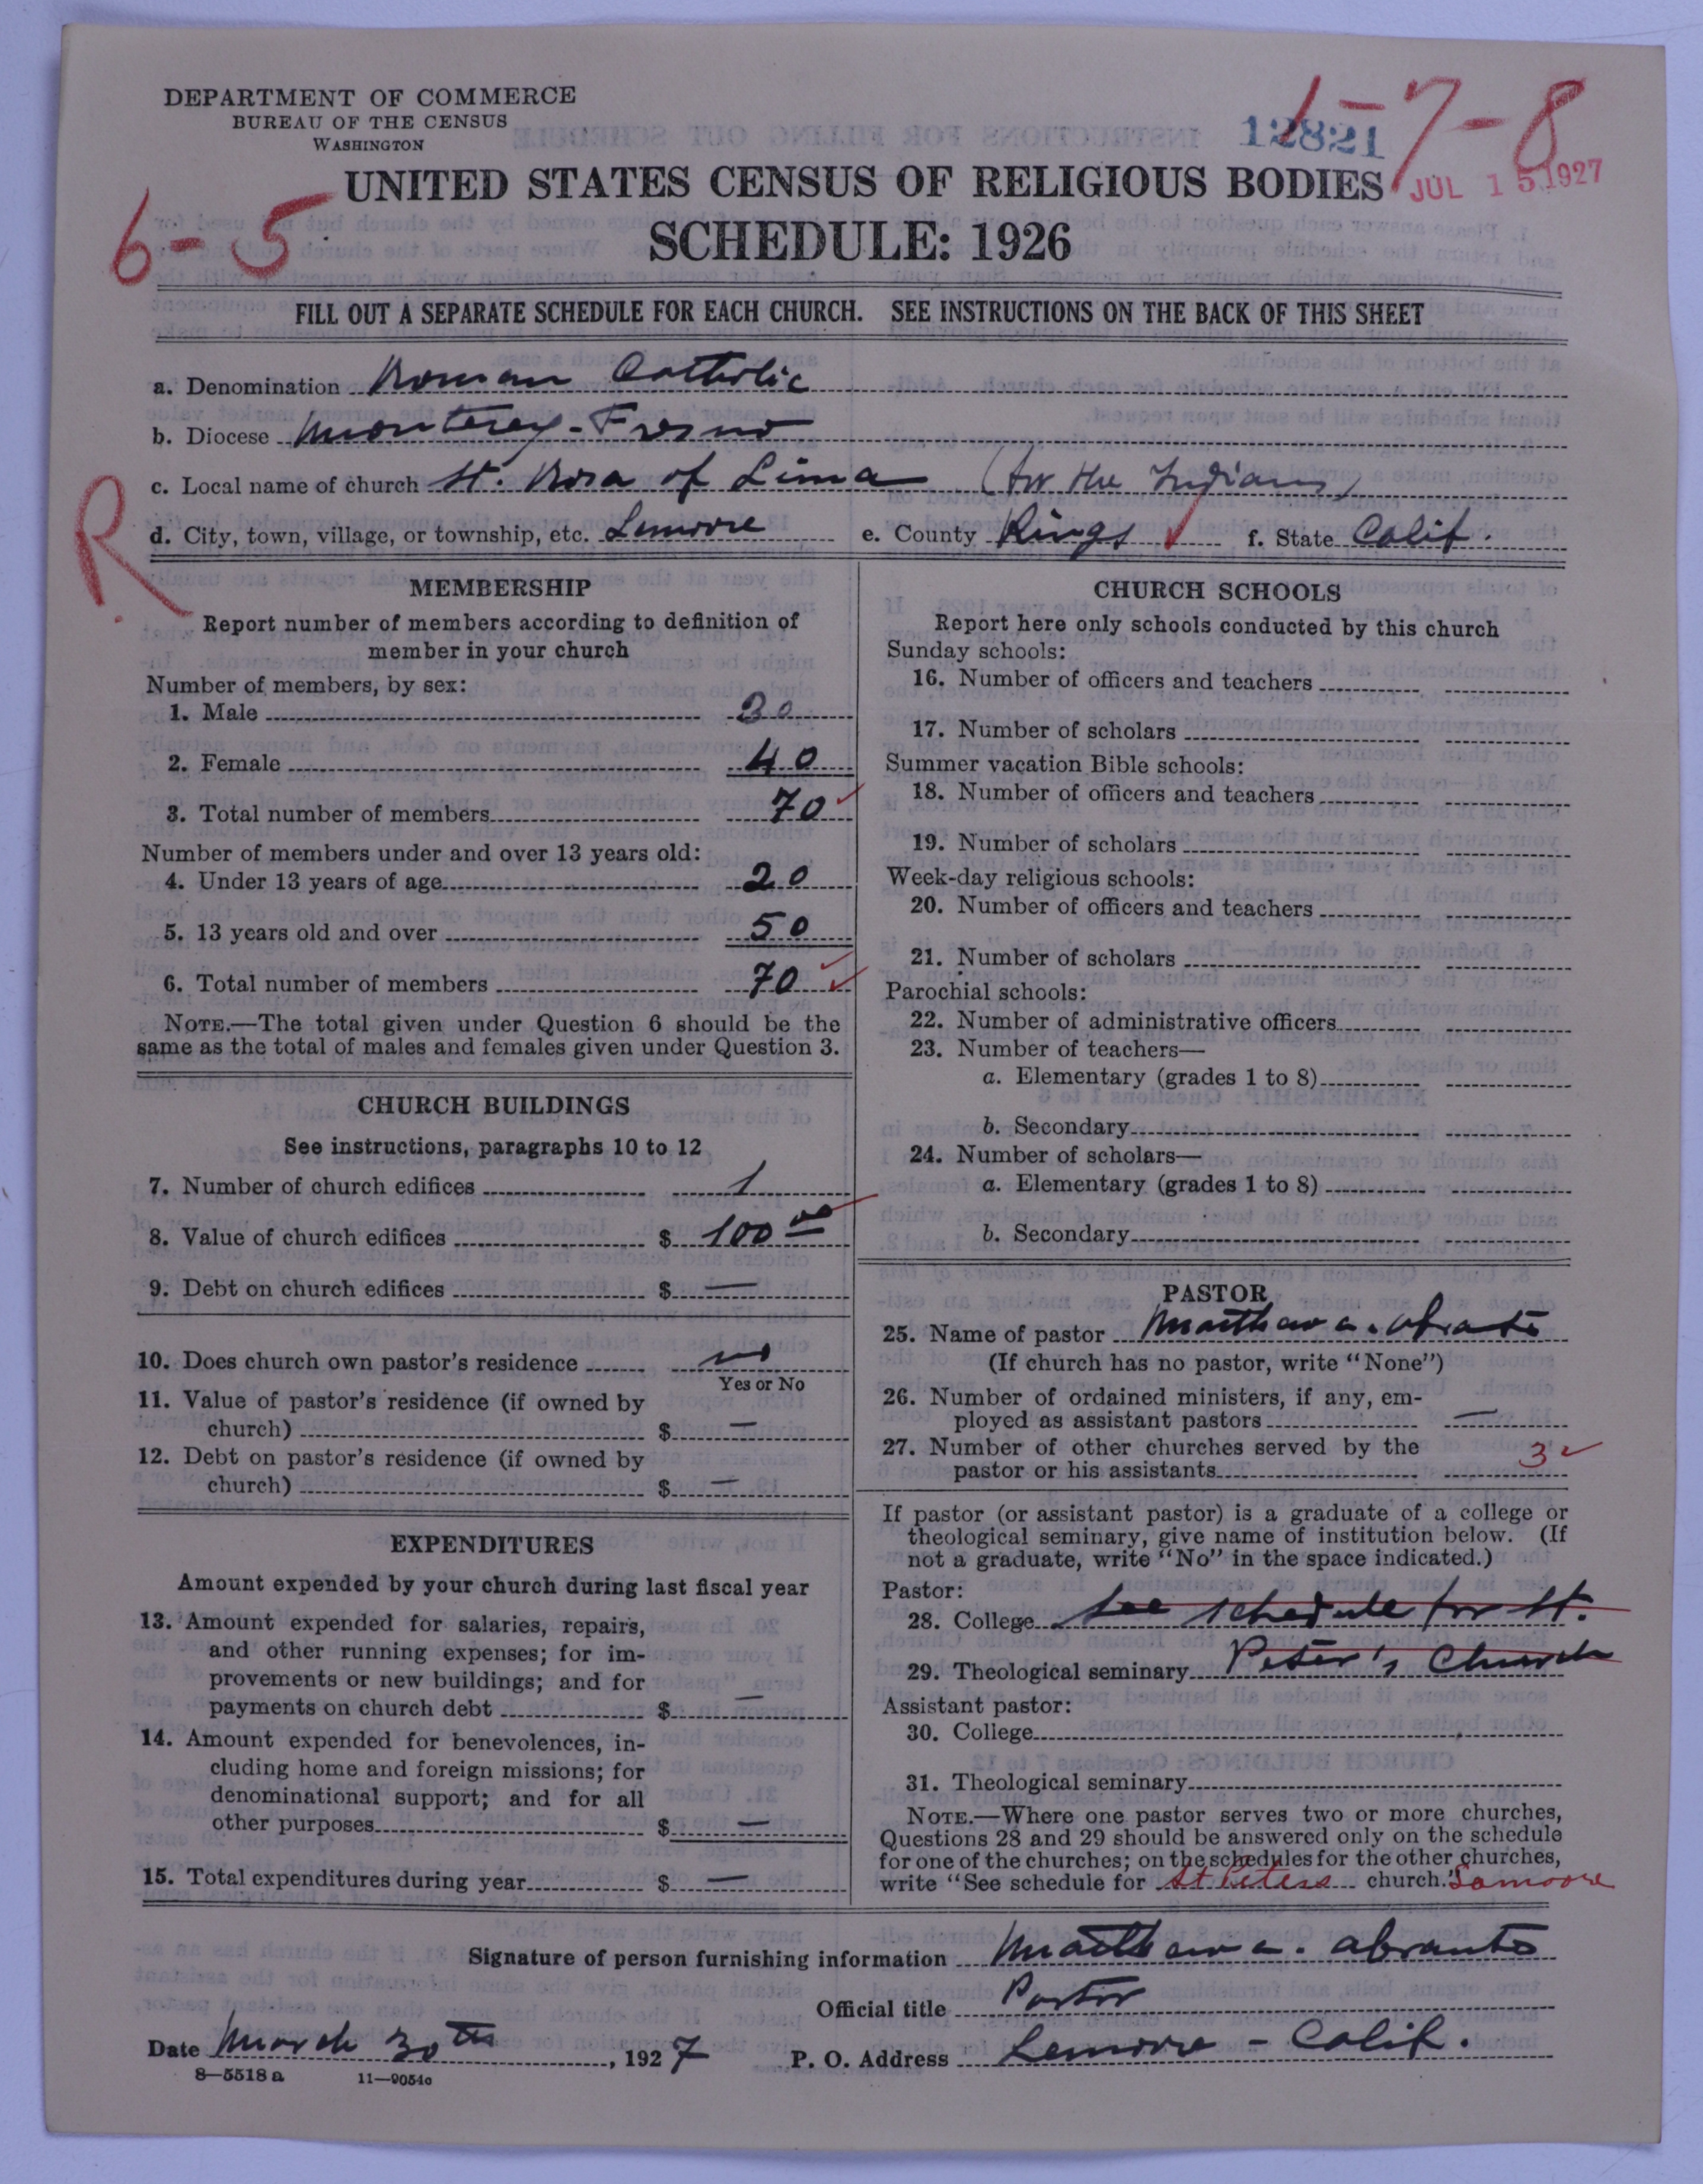 DEPARTMENT OF COMMERCE
BUREAU OF THE CENSUS
WASHINGTON
12821
1-7-8
JUL 15 1927
UNITED STATES CENSUS OF RELIGIOUS BODIES
6-5
SCHEDULE: 1926
FILL OUT A SEPARATE SCHEDULE FOR EACH CHURCH. SEE INSTRUCTIONS ON THE BACK OF THIS SHEET
a. Denomination Roman Catholic
b. Diocese Monterey-Fresno
c. Local name of church St. Rosa of Lima (for the Indians)
R
d. City, town, village, or township, etc. Lemoore e. County Kings f. State Calif.
MEMBERSHIP
Report number of members according to definition of
member in your church
Number of members, by sex:
1. Male 30
2. Female 40
3. Total number of members 70
Number of members under and over 13 years old:
4. Under 13 years of age 20
5. 13 years old and over 50
6. Total number of members 70
NOTE.—The total given under Question 6 should be the
same as the total of males and females given under Question 3.
CHURCH BUILDINGS
See instructions, paragraphs 10 to 12
7. Number of church edifices 1
8. Value of church edifices $ 100 00
9. Debt on church edifices $ —
10. Does church own pastor's residence no
Yes or No
11. Value of pastor's residence (if owned by
church) $ —
12. Debt on pastor's residence (if owned by
church) $ —
EXPENDITURES
Amount expended by your church during last fiscal year
13. Amount expended for salaries, repairs,
and other running expenses; for im-
provements or new buildings; and for
payments on church debt $ —
14. Amount expended for benevolences, in-
cluding home and foreign missions; for
denominational support; and for all
other purposes $ —
15. Total expenditures during year $ —
CHURCH SCHOOLS
Report here only schools conducted by this church
Sunday schools:
16. Number of officers and teachers
17. Number of scholars
Summer vacation Bible schools:
18. Number of officers and teachers
19. Number of scholars
Week-day religious schools:
20. Number of officers and teachers
21. Number of scholars
Parochial schools:
22. Number of administrative officers
23. Number of teachers—
a. Elementary (grades 1 to 8)
b. Secondary
24. Number of scholars—
a. Elementary (grades 1 to 8)
b. Secondary
PASTOR
25. Name of pastor Matthew a. Abrants
(If church has no pastor, write "None")
26. Number of ordained ministers, if any, em-
ployed as assistant pastors —
27. Number of other churches served by the
pastor or his assistants 3
If pastor (or assistant pastor) is a graduate of a college or
theological seminary, give name of institution below. (If
not a graduate, write "No" in the space indicated.)
Pastor:
28. College See schedule for St.
29. Theological seminary Peter's Church
Assistant pastor:
30. College
31. Theological seminary
NOTE.—Where one pastor serves two or more churches,
Questions 28 and 29 should be answered only on the schedule
for one of the churches; on the schedules for the other churches,
write "See schedule for St Peters church." Lamoore
Signature of person furnishing information Matthew a. Abrants
Official title Pastor
Date March 30th, 1927 P. O. Address Lemoore - Calif.
8—5518 a 11—9054c